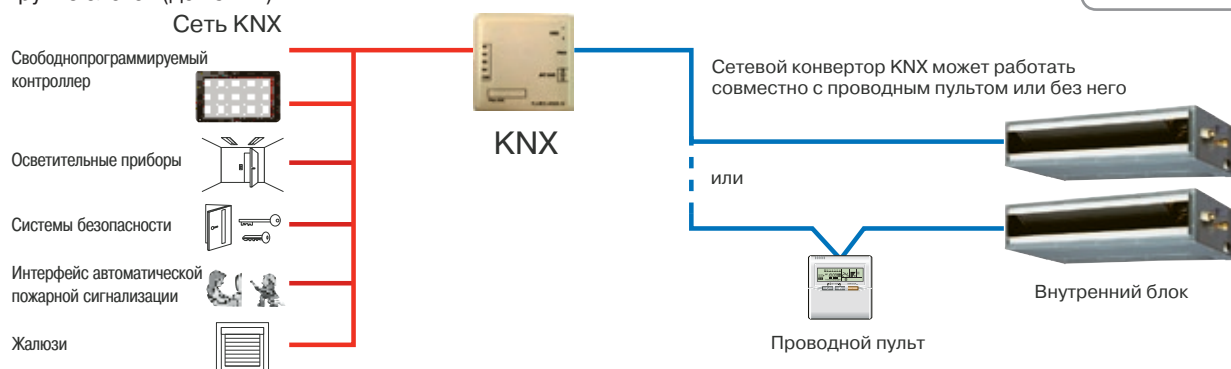 Сеть KNX
Свободнопрограммируемый
контроллер
Осветительные приборы
Системы безопасности
Интерфейс автоматической
пожарной сигнализации
Жалюзи
KNX
Сетевой конвертор KNX может работать
совместно с проводным пультом или без него
или
Проводной пульт
Внутренний блок